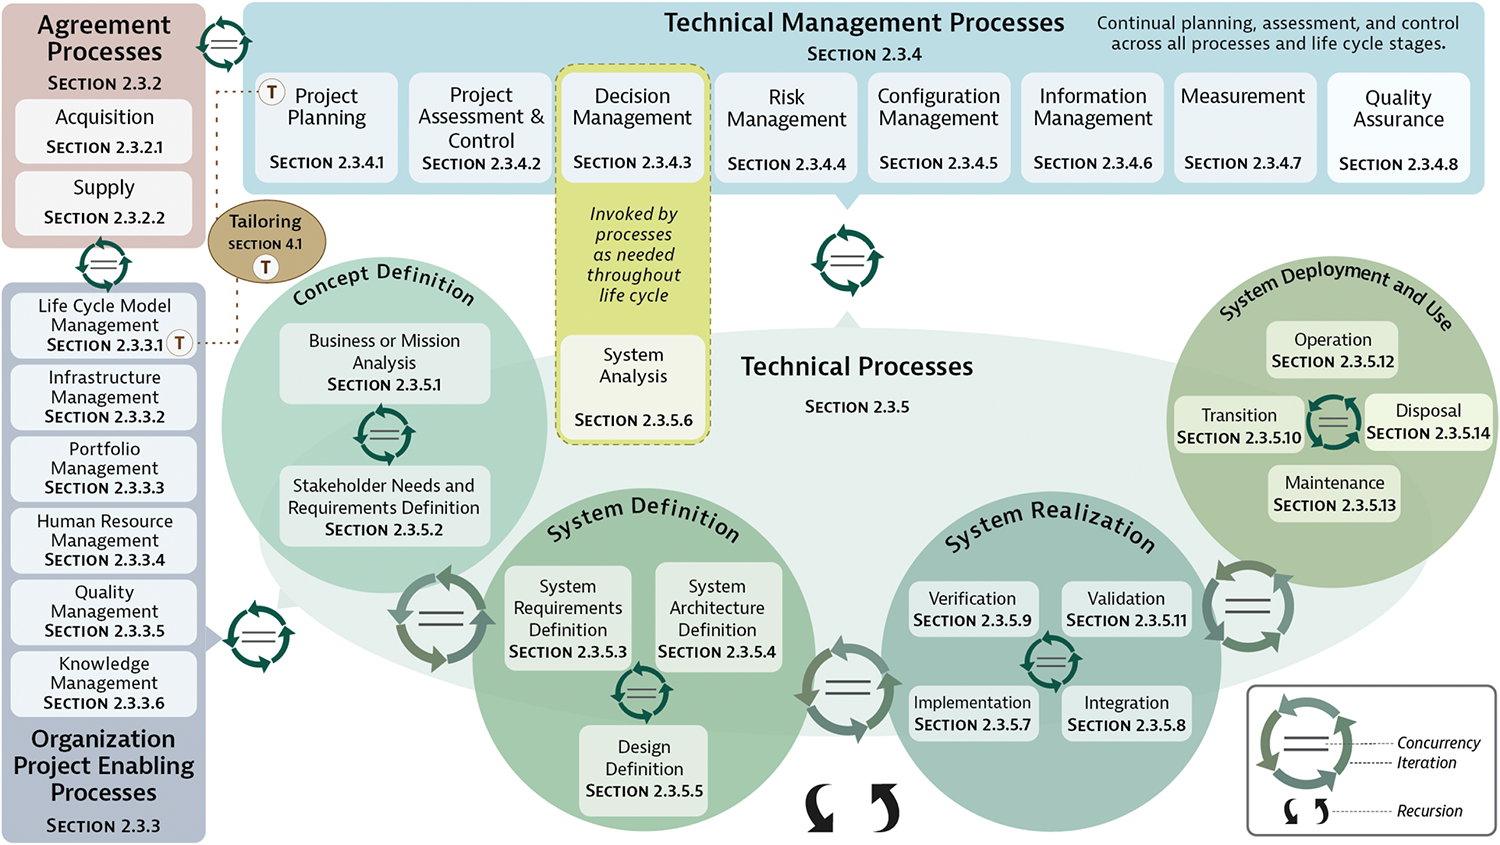 Agreement
Processes
SECTION 2.3.2
Acquisition
SECTION 2.3.2.1
Supply
SECTION 2.3.2.2
Technical Management Processes
SECTION 2.3.4
Continual planning, assessment, and control
across all processes and life cycle stages.
T
Project
Planning
SECTION 2.3.4.1
Project
Assessment &
Control
SECTION 2.3.4.2
Decision
Management
SECTION 2.3.4.3
Risk
Management
SECTION 2.3.4.4
Configuration
Management
SECTION 2.3.4.5
Information
Management
SECTION 2.3.4.6
Measurement
SECTION 2.3.4.7
Quality
Assurance
SECTION 2.3.4.8
Tailoring
SECTION 4.1
T
Invoked by
processes
as needed
throughout
life cycle
System
Analysis
SECTION 2.3.5.6
Life Cycle Model
Management
SECTION 2.3.3.1
T
Infrastructure
Management
SECTION 2.3.3.2
Portfolio
Management
SECTION 2.3.3.3
Human Resource
Management
SECTION 2.3.3.4
Quality
Management
SECTION 2.3.3.5
Knowledge
Management
SECTION 2.3.3.6
Organization
Project Enabling
Processes
SECTION 2.3.3
Technical Processes
SECTION 2.3.5
Concept Definition
Business or Mission
Analysis
SECTION 2.3.5.1
Stakeholder Needs and
Requirements Definition
SECTION 2.3.5.2
System Definition
System
Requirements
Definition
SECTION 2.3.5.3
System
Architecture
Definition
SECTION 2.3.5.4
Design
Definition
SECTION 2.3.5.5
System Realization
Verification
SECTION 2.3.5.9
Validation
SECTION 2.3.5.11
Implementation
SECTION 2.3.5.7
Integration
SECTION 2.3.5.8
System Deployment and Use
Operation
SECTION 2.3.5.12
Transition
SECTION 2.3.5.10
Disposal
SECTION 2.3.5.14
Maintenance
SECTION 2.3.5.13
Concurrency
Iteration
Recursion